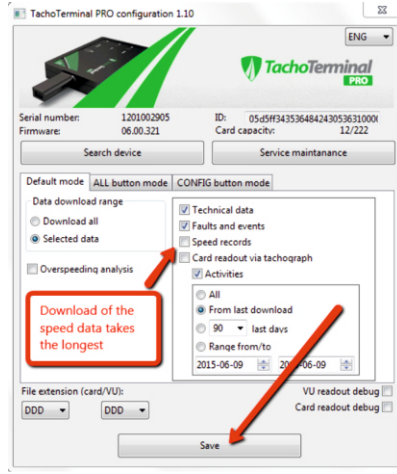 TachoTerminal PRO configuration 1.10
ENG
TachoTerminal
PRO
Serial number: 1201002905 ID: 05d5ff3435364842430536310000
Firmware: 06.00.321 Card capacity: 12/222
Search device Service maintanance
Default mode ALL button mode CONFIG button mode
Data download range
Download all
Selected data
Overspeeding analysis
Technical data
Faults and events
Speed records
Card readout via tachograph
Activities
All
From last download
90 last days
Range from/to
2015-06-09
Download of the
speed data takes
the longest
File extension (card/VU):
DDD DDD
VU readout debug
Card readout debug
Save